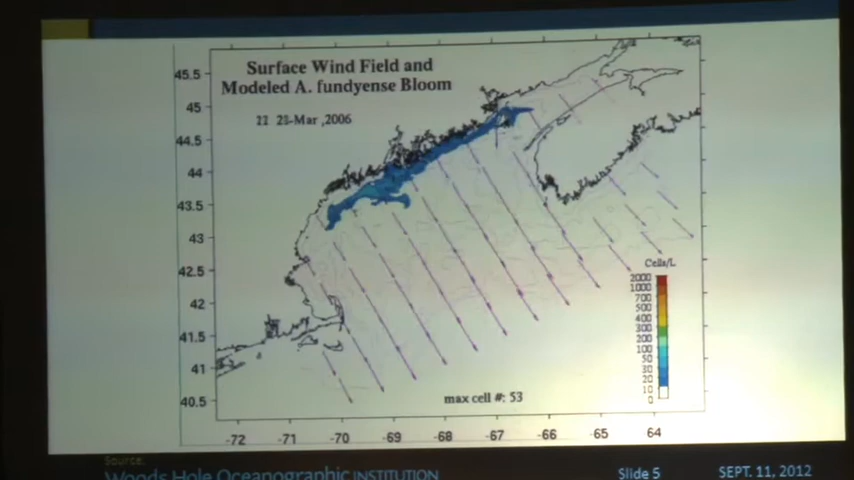 Surface Wind Field and
Modeled A. fundyense Bloom
28-Mar ,2006
45.5
45
44.5
44
43.5
43
42.5
42
41.5
41
40.5
-72 -71 -70 -69 -68 -67 -66 -65 64
Cells/L
2000
1000
700
500
400
300
200
100
50
30
20
10
0
max cell #: 53
Source:
Woods Hole Oceanographic INSTITUTION
Slide 5
SEPT. 11, 2012